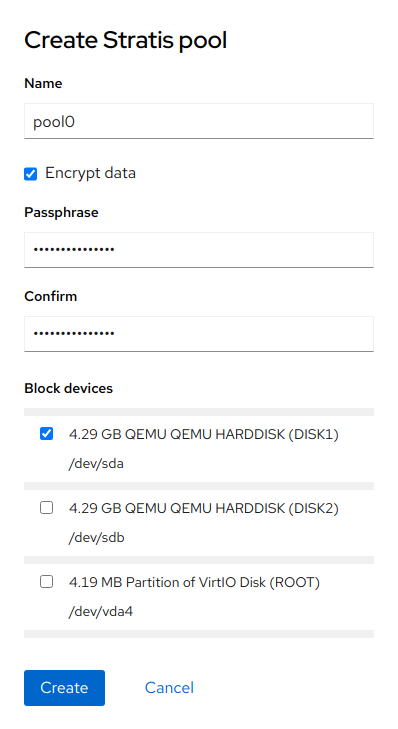 Create Stratis pool
Name
pool0
Encrypt data
Passphrase
•••••••••••••••
Confirm
•••••••••••••••
Block devices
4.29 GB QEMU QEMU HARDDISK (DISK1)
/dev/sda
4.29 GB QEMU QEMU HARDDISK (DISK2)
/dev/sdb
4.19 MB Partition of VirtIO Disk (ROOT)
/dev/vda4
Create Cancel